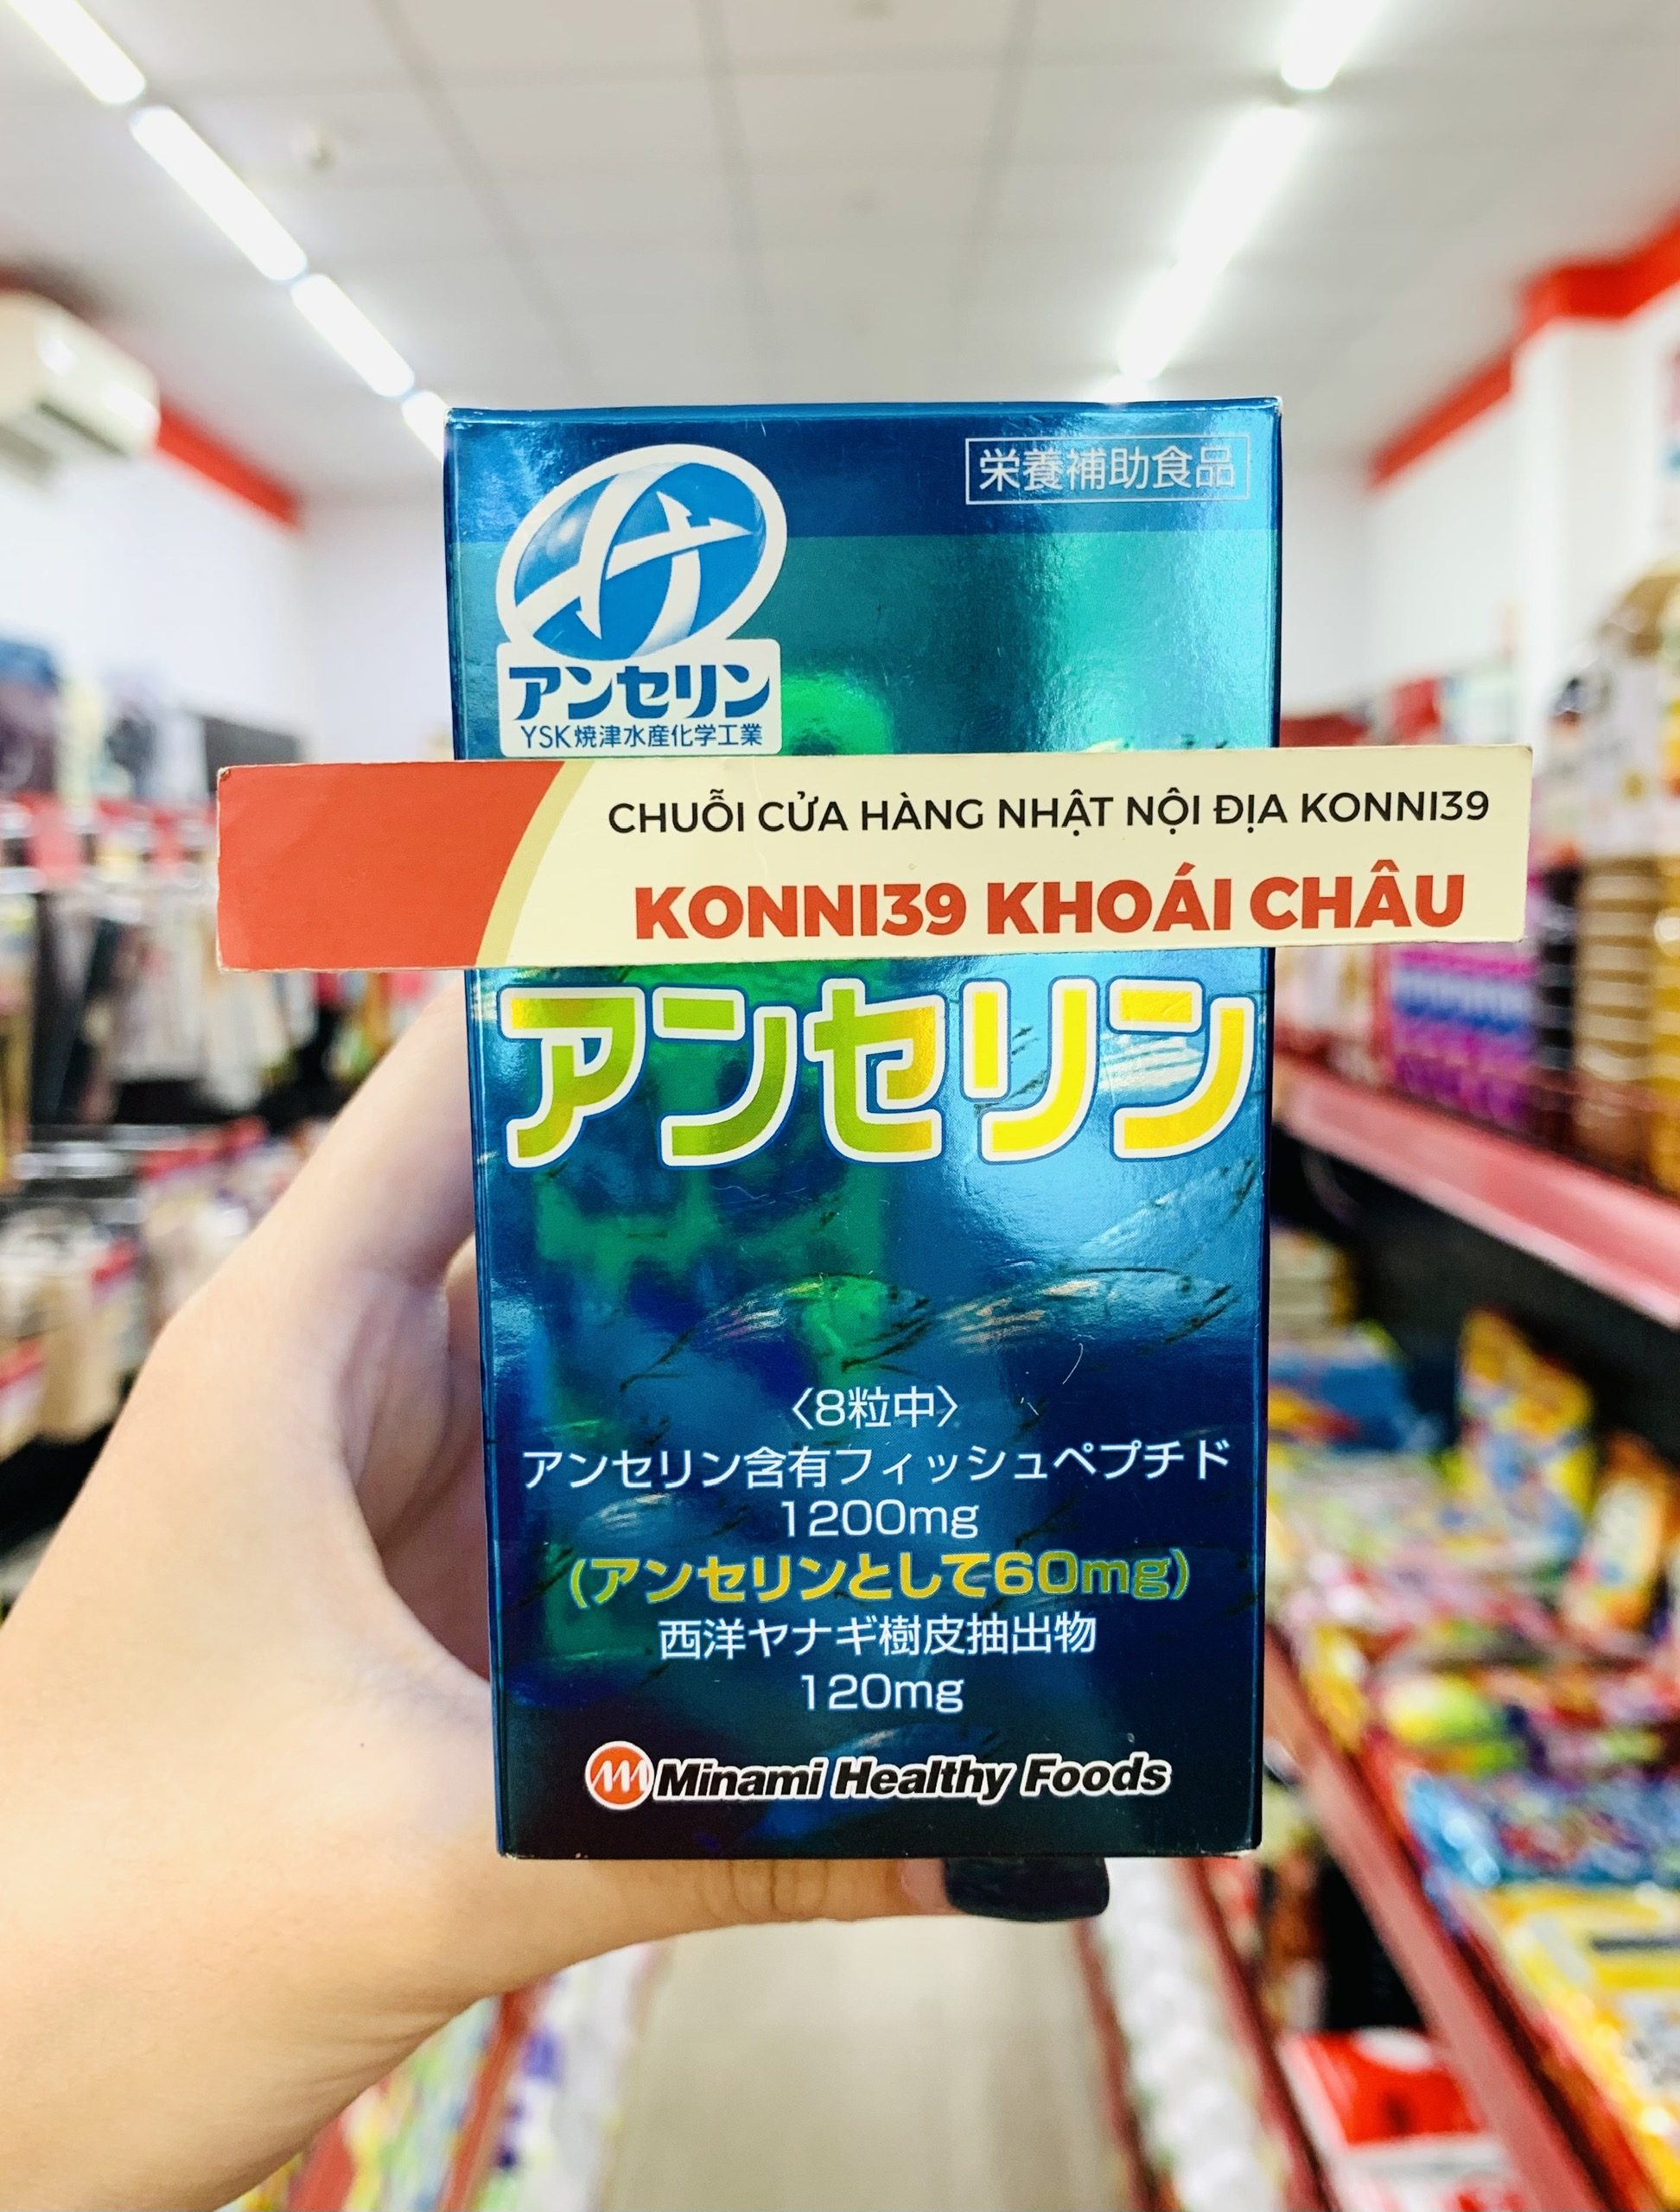 栄養補助食品
アンセリン
YSK焼津水産化学工業
CHUỖI CỬA HÀNG NHẬT NỘI ĐỊA KONNI39
KONNI39 KHOÁI CHÂU
アンセリン
〈8粒中〉
アンセリン含有フィッシュペプチド
1200mg
(アンセリンとして60mg)
西洋ヤナギ樹皮抽出物
120mg
Minami Healthy Foods